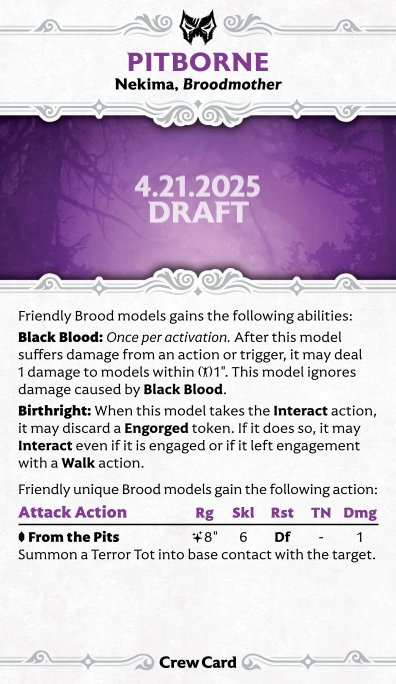 PITBORNE
Nekima, Broodmother
4.21.2025
DRAFT
Friendly Brood models gains the following abilities:
Black Blood: Once per activation. After this model
suffers damage from an action or trigger, it may deal
1 damage to models within 1". This model ignores
damage caused by Black Blood.
Birthright: When this model takes the Interact action,
it may discard a Engorged token. If it does so, it may
Interact even if it is engaged or if it left engagement
with a Walk action.
Friendly unique Brood models gain the following action:
Attack Action Rg Skl Rst TN Dmg
From the Pits 8" 6 Df - 1
Summon a Terror Tot into base contact with the target.
Crew Card